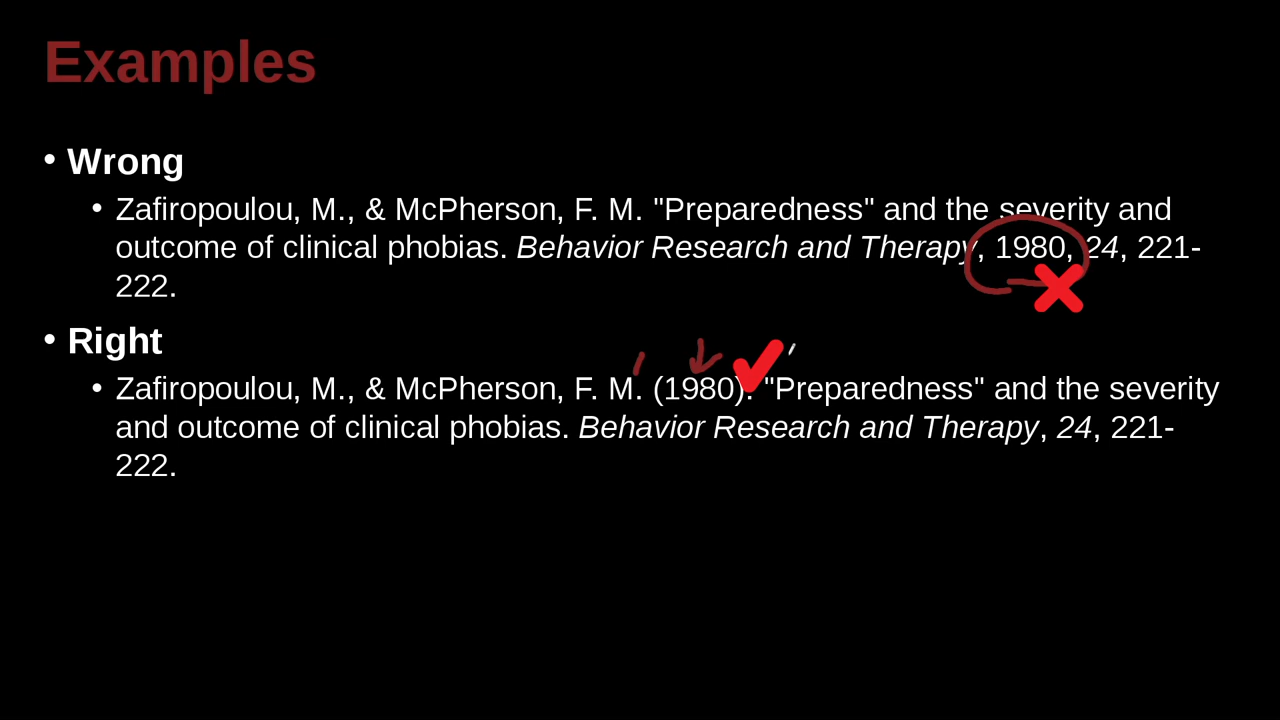 Examples
• Wrong
• Zafiropoulou, M., & McPherson, F. M. "Preparedness" and the severity and
outcome of clinical phobias. Behavior Research and Therapy, 1980, 24, 221-
222.
• Right
• Zafiropoulou, M., & McPherson, F. M. (1980). "Preparedness" and the severity
and outcome of clinical phobias. Behavior Research and Therapy, 24, 221-
222.